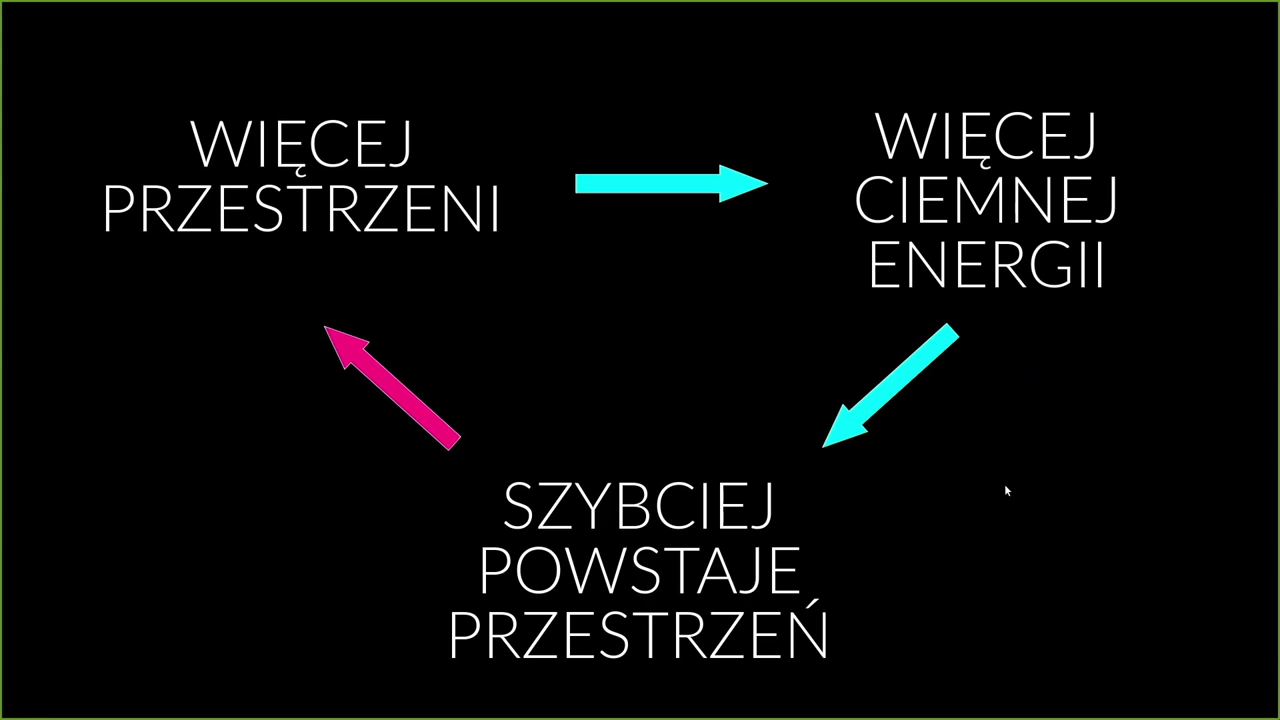 WIĘCEJ
PRZESTRZENI
WIĘCEJ
CIEMNEJ
ENERGII
SZYBCIEJ
POWSTAJE
PRZESTRZEŃ